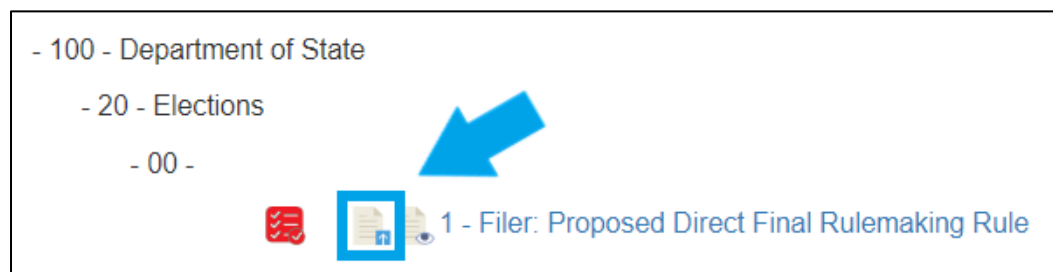 - 100 - Department of State
- 20 - Elections
- 00 -
1 - Filer: Proposed Direct Final Rulemaking Rule